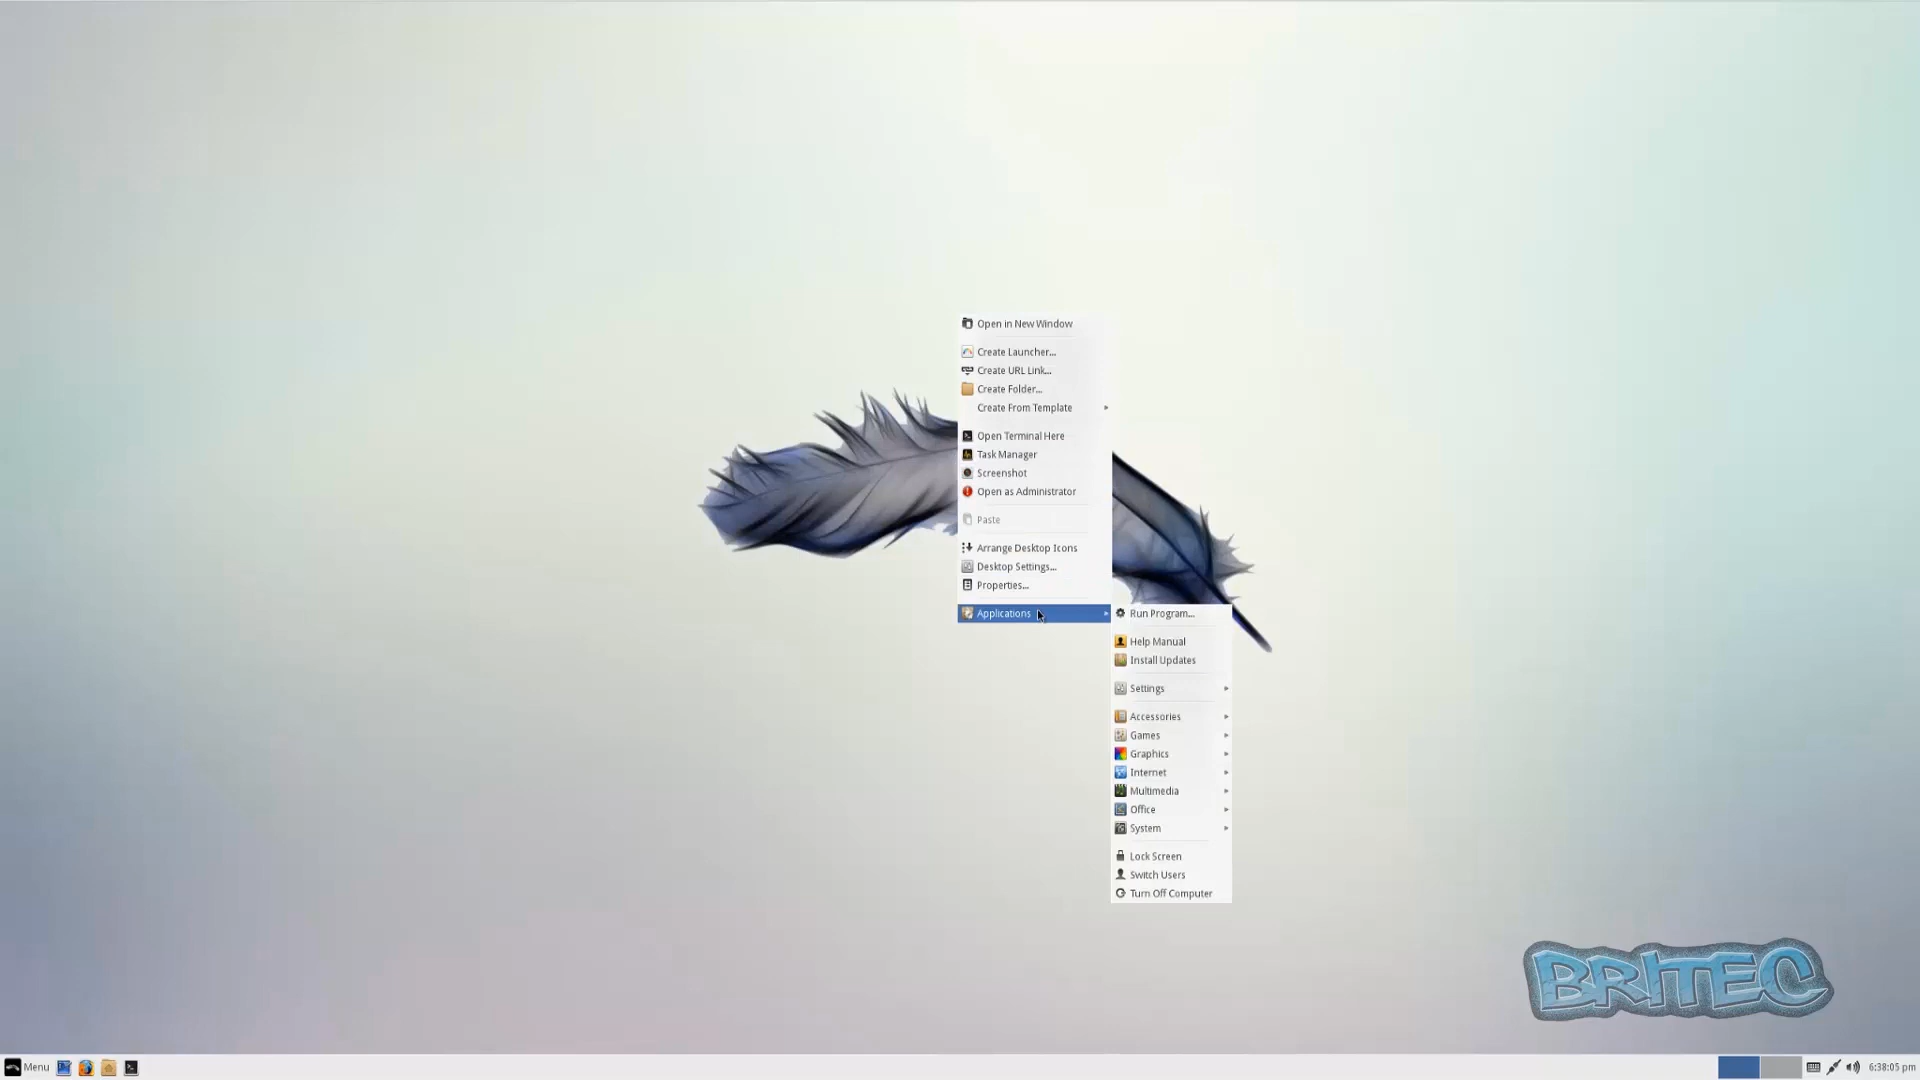 Open in New Window
Create Launcher...
Create URL Link...
Create Folder...
Create From Template
Open Terminal Here
Task Manager
Screenshot
Open as Administrator
Paste
Arrange Desktop Icons
Desktop Settings...
Properties...
Applications
Run Program...
Help Manual
Install Updates
Settings
Accessories
Games
Graphics
Internet
Multimedia
Office
System
Lock Screen
Switch Users
Turn Off Computer
BRITEC
Menu
6:38:05 pm